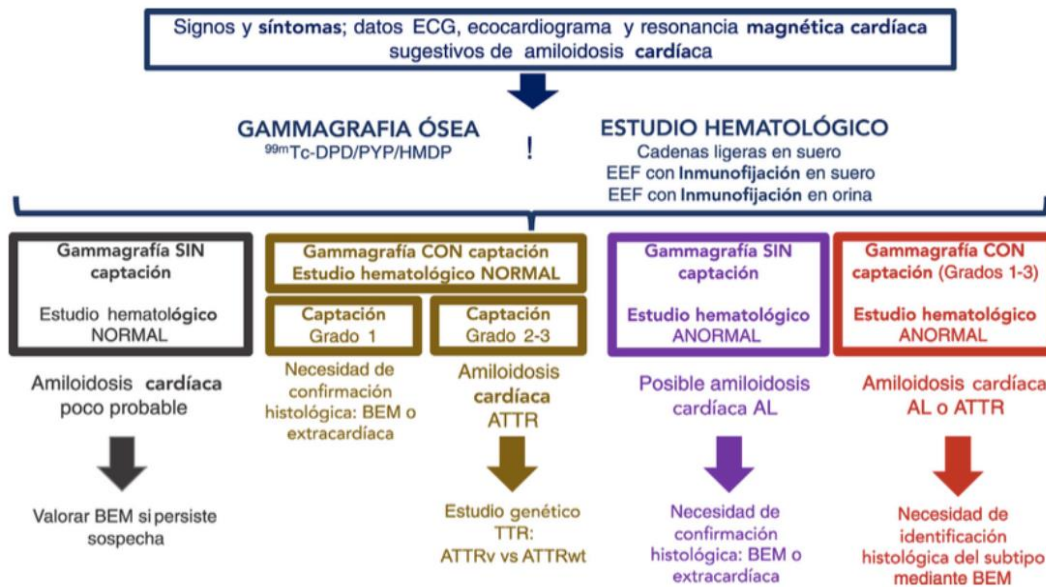 Signos y síntomas; datos ECG, ecocardiograma y resonancia magnética cardíaca
sugestivos de amiloidosis cardíaca
GAMMAGRAFIA ÓSEA
99mTc-DPD/PYP/HMDP
!
ESTUDIO HEMATOLÓGICO
Cadenas ligeras en suero
EEF con Inmunofijación en suero
EEF con Inmunofijación en orina
Gammagrafía SIN
captación
Estudio hematológico
NORMAL
Amiloidosis cardíaca
poco probable
Valorar BEM si persiste
sospecha
Gammagrafía CON captación
Estudio hematológico NORMAL
Captación
Grado 1
Necesidad de
confirmación
histológica: BEM o
extracardíaca
Captación
Grado 2-3
Amiloidosis
cardíaca
ATTR
Estudio genético
TTR:
ATTRv vs ATTRwt
Gammagrafía SIN
captación
Estudio hematológico
ANORMAL
Posible amiloidosis
cardíaca AL
Necesidad de
confirmación
histológica: BEM o
extracardíaca
Gammagrafía CON
captación (Grados 1-3)
Estudio hematológico
ANORMAL
Amiloidosis cardíaca
AL o ATTR
Necesidad de
identificación
histológica del subtipo
mediante BEM